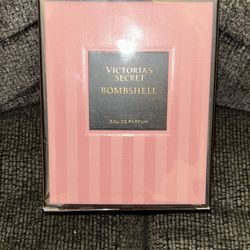 VICTORIA'S
SECRET
BOMBSHELL
EAU DE PARFUM